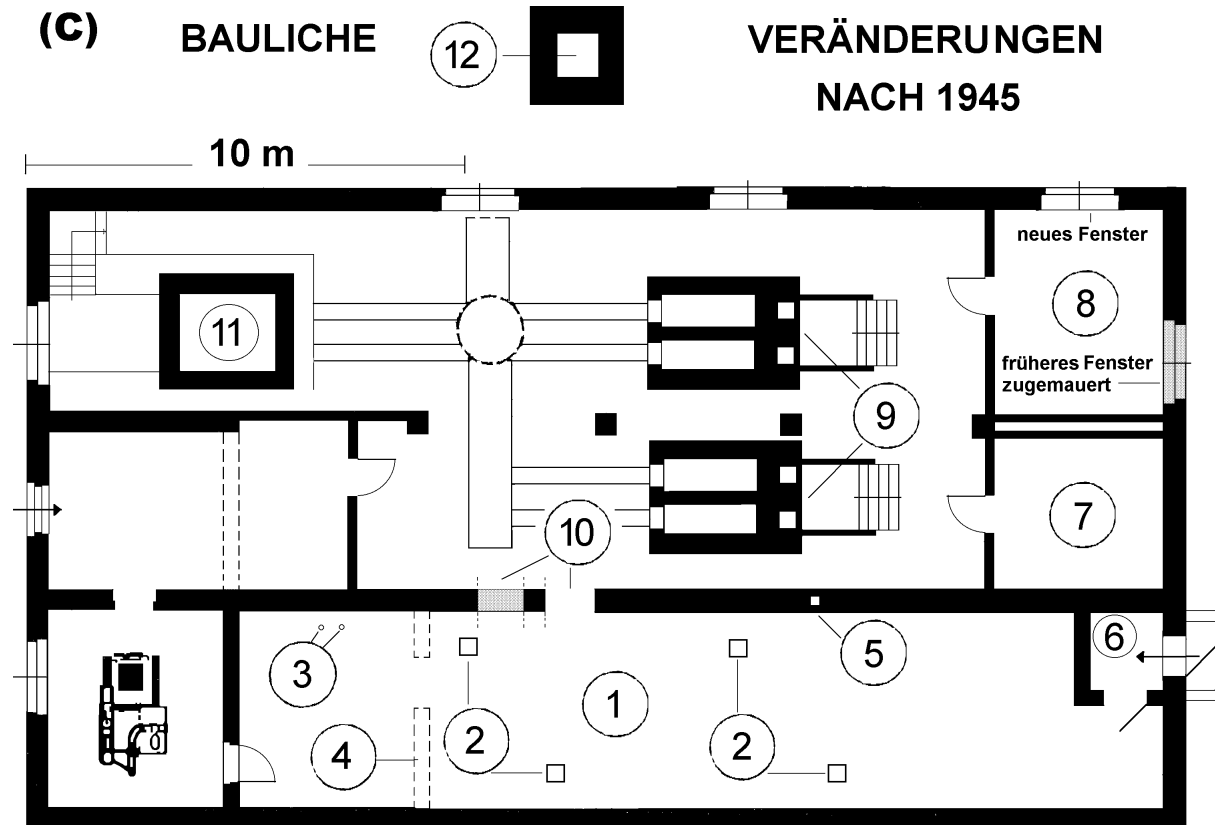 (C) BAULICHE 12 VERÄNDERUNGEN
NACH 1945
10 m
neues Fenster
8
11
früheres Fenster
zugemauert
9
10
7
6
5
3
1
2
2
4